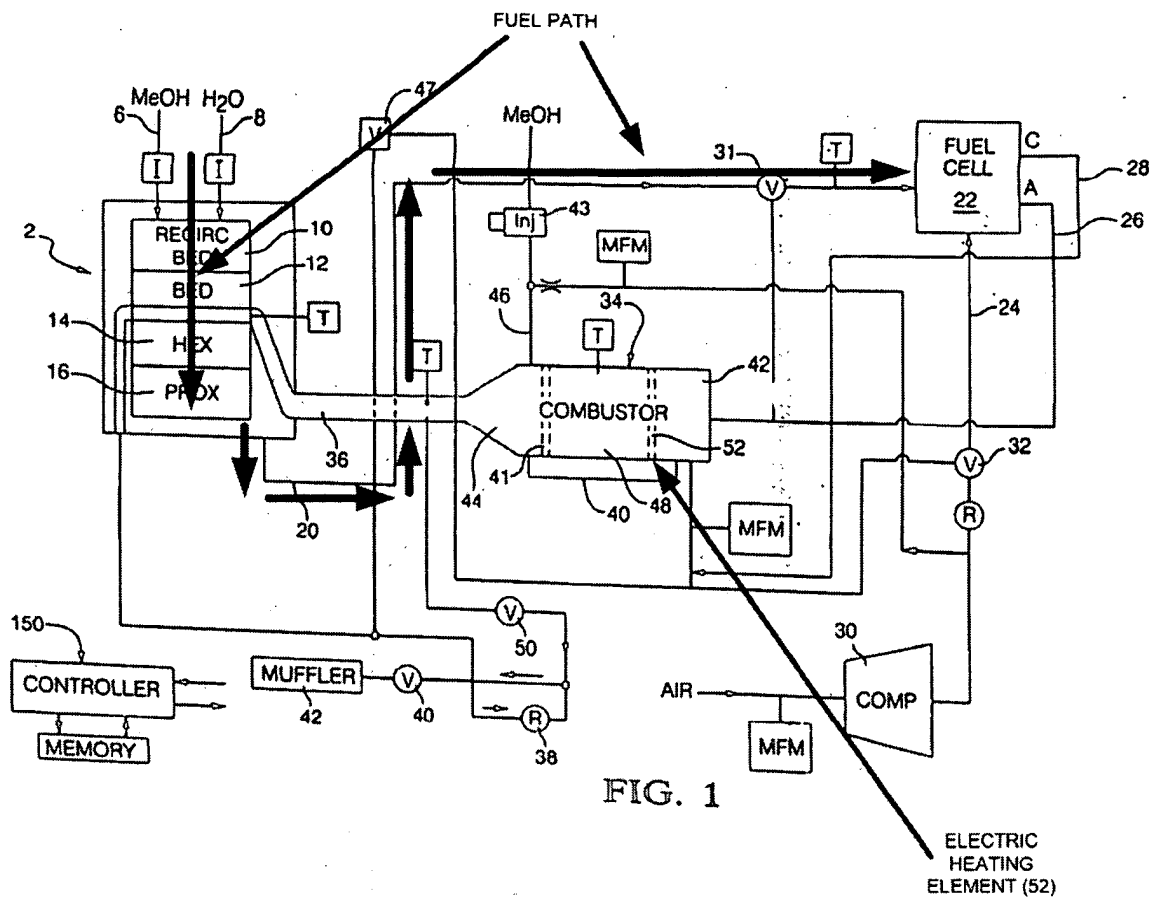 FUEL PATH
MeOH H2O
6
8
47
V
MeOH
31
T
V
FUEL
CELL
22
C
A
28
26
I
I
Inj
43
MFM
2
RECIRC
BED
10
BED
12
T
14
HEX
16
PROX
46
34
T
T
24
42
COMBUSTOR
36
44
41
48
52
40
20
V
32
R
MFM
150
CONTROLLER
MEMORY
MUFFLER
42
V
40
V
50
R
38
30
AIR
COMP
MFM
FIG. 1
ELECTRIC
HEATING
ELEMENT (52)